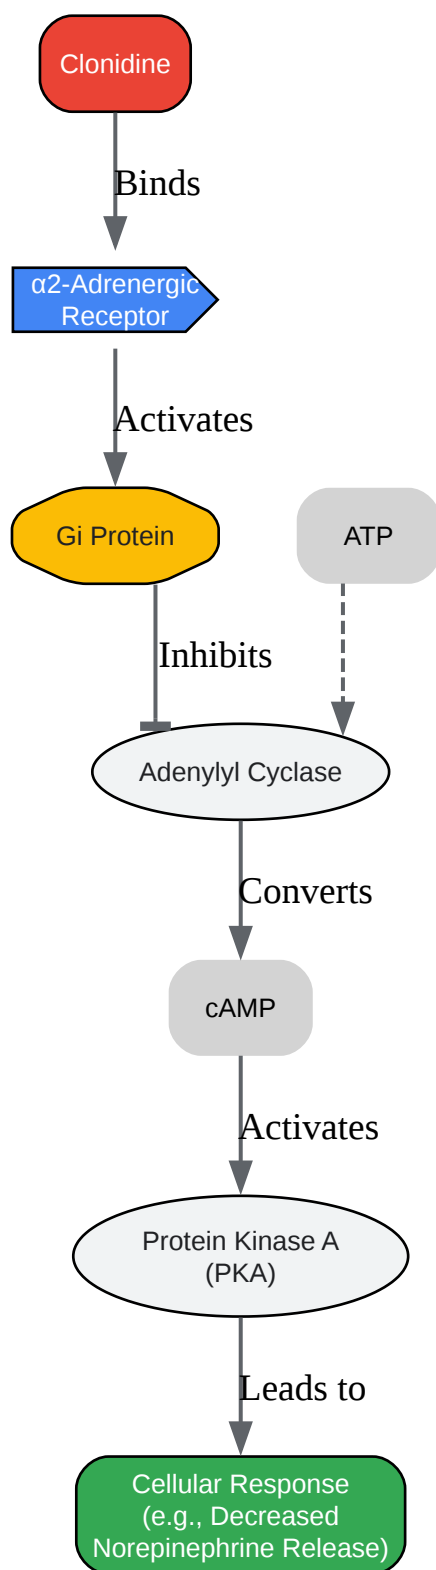 Clonidine
Binds
α2-Adrenergic
Receptor
Activates
Gi Protein
ATP
Inhibits
Adenylyl Cyclase
Converts
cAMP
Activates
Protein Kinase A
(PKA)
Leads to
Cellular Response
(e.g., Decreased
Norepinephrine Release)